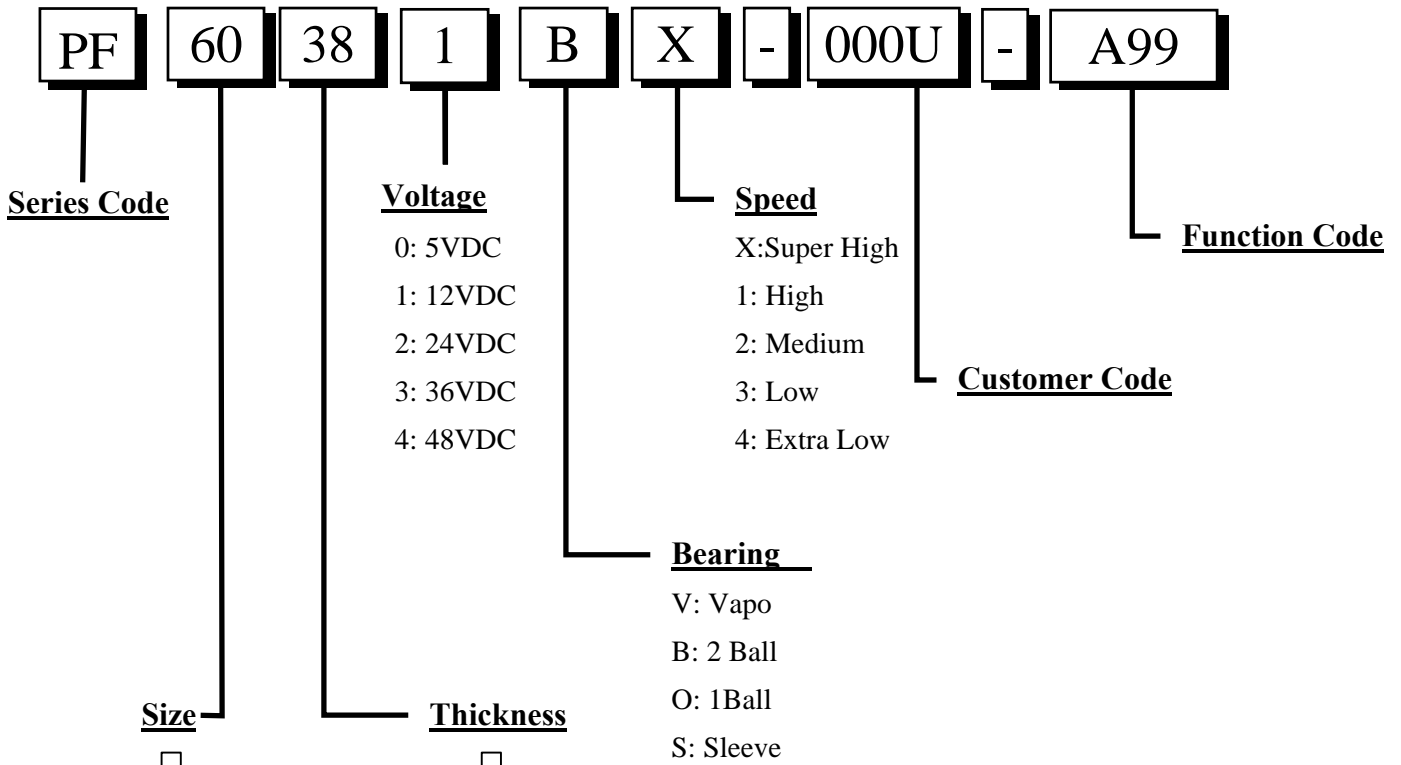 PF 60 38 1 B X - 000U - A99
Series Code
Voltage
0: 5VDC
1: 12VDC
2: 24VDC
3: 36VDC
4: 48VDC
Speed
X:Super High
1: High
2: Medium
3: Low
4: Extra Low
Function Code
Customer Code
Bearing
V: Vapo
B: 2 Ball
O: 1Ball
S: Sleeve
Size
Thickness